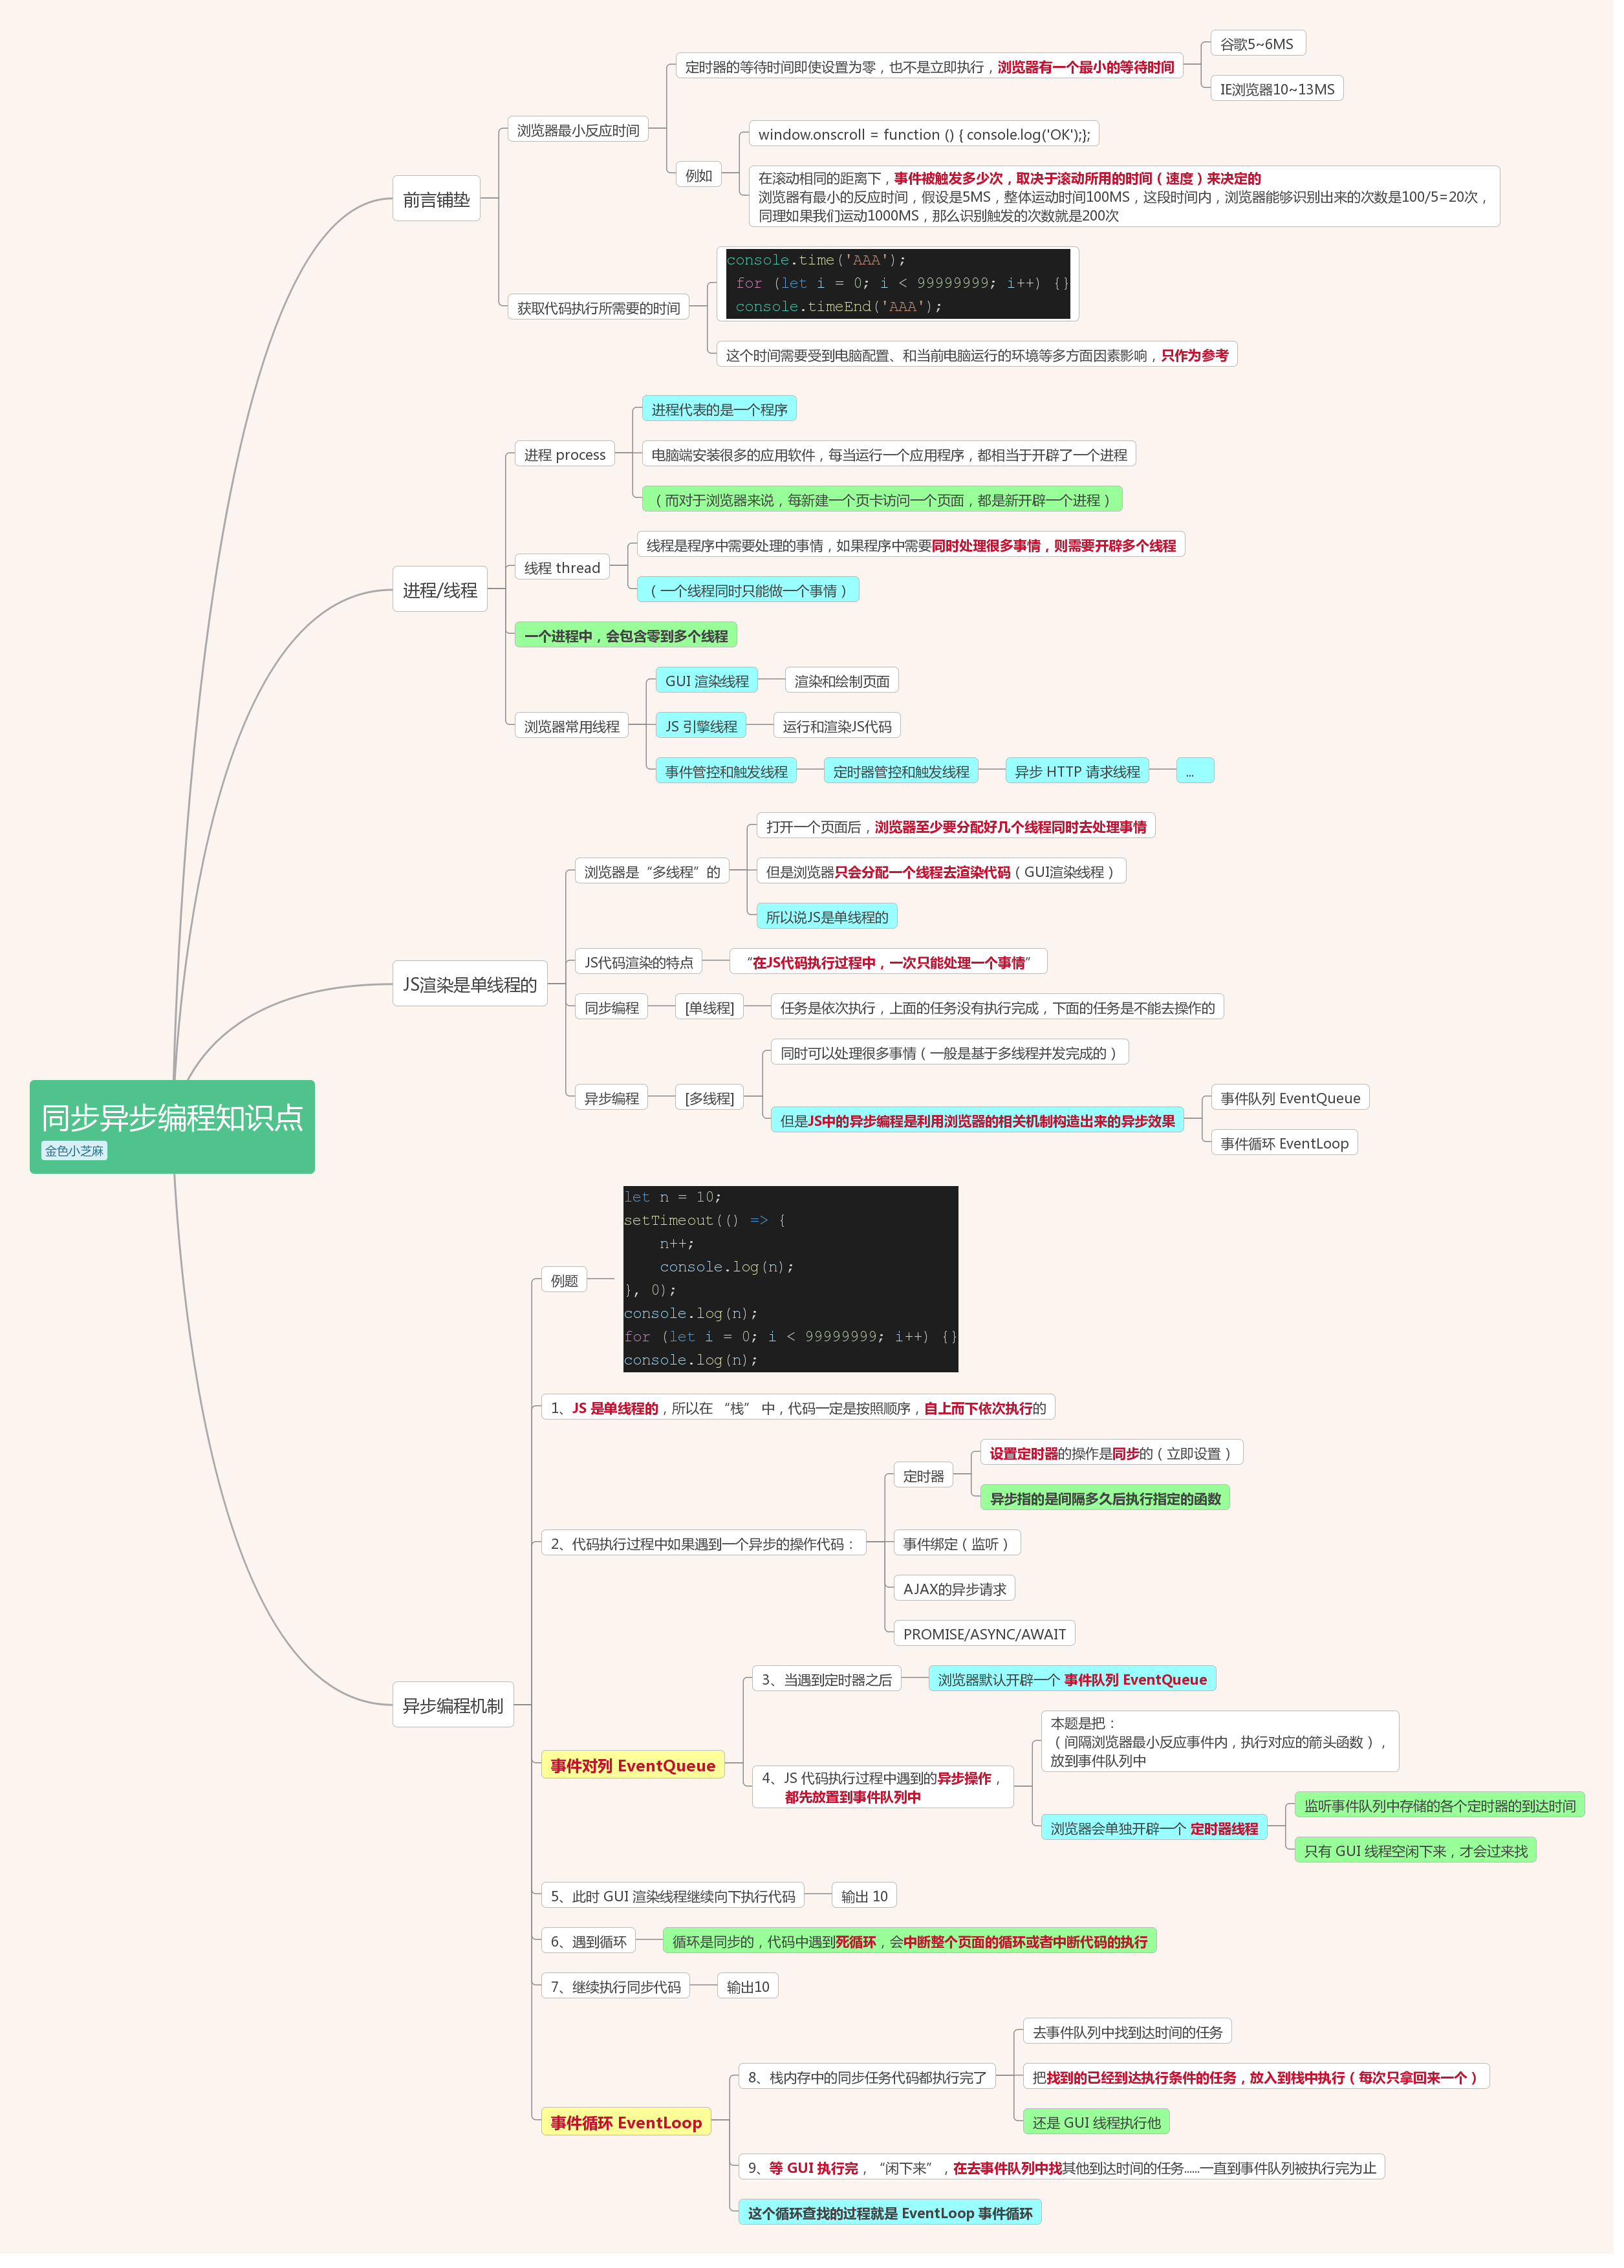 同步异步编程知识点
金色小芝麻
前言铺垫
浏览器最小反应时间
定时器的等待时间即使设置为零，也不是立即执行，浏览器有一个最小的等待时间
谷歌5~6MS
IE浏览器10~13MS
例如
window.onscroll = function () { console.log('OK');};
在滚动相同的距离下，事件被触发多少次，取决于滚动所用的时间（速度）来决定的
浏览器有最小的反应时间，假设是5MS，整体运动时间100MS，这段时间内，浏览器能够识别出来的次数是100/5=20次，
同理如果我们运动1000MS，那么识别触发的次数就是200次
获取代码执行所需要的时间
console.time('AAA');
for (let i = 0; i < 99999999; i++) {}
console.timeEnd('AAA');
这个时间需要受到电脑配置、和当前电脑运行的环境等多方面因素影响，只作为参考
进程/线程
进程 process
进程代表的是一个程序
电脑端安装很多的应用软件，每当运行一个应用程序，都相当于开辟了一个进程
（而对于浏览器来说，每新建一个页卡访问一个页面，都是新开辟一个进程）
线程 thread
线程是程序中需要处理的事情，如果程序中需要同时处理很多事情，则需要开辟多个线程
（一个线程同时只能做一个事情）
一个进程中，会包含零到多个线程
浏览器常用线程
GUI 渲染线程
渲染和绘制页面
JS 引擎线程
运行和渲染JS代码
事件管控和触发线程
定时器管控和触发线程
异步 HTTP 请求线程
...
JS渲染是单线程的
浏览器是“多线程”的
打开一个页面后，浏览器至少要分配好几个线程同时去处理事情
但是浏览器只会分配一个线程去渲染代码（GUI渲染线程）
所以说JS是单线程的
JS代码渲染的特点
“在JS代码执行过程中，一次只能处理一个事情”
同步编程
[单线程]
任务是依次执行，上面的任务没有执行完成，下面的任务是不能去操作的
异步编程
[多线程]
同时可以处理很多事情（一般是基于多线程并发完成的）
但是JS中的异步编程是利用浏览器的相关机制构造出来的异步效果
事件队列 EventQueue
事件循环 EventLoop
异步编程机制
例题
let n = 10;
setTimeout(() => {
n++;
console.log(n);
}, 0);
console.log(n);
for (let i = 0; i < 99999999; i++) {}
console.log(n);
1、JS 是单线程的，所以在 “栈” 中，代码一定是按照顺序，自上而下依次执行的
2、代码执行过程中如果遇到一个异步的操作代码：
定时器
设置定时器的操作是同步的（立即设置）
异步指的是间隔多久后执行指定的函数
事件绑定（监听）
AJAX的异步请求
PROMISE/ASYNC/AWAIT
事件对列 EventQueue
3、当遇到定时器之后
浏览器默认开辟一个 事件队列 EventQueue
4、JS 代码执行过程中遇到的异步操作，
都先放置到事件队列中
本题是把：
（间隔浏览器最小反应事件内，执行对应的箭头函数），
放到事件队列中
浏览器会单独开辟一个 定时器线程
监听事件队列中存储的各个定时器的到达时间
只有 GUI 线程空闲下来，才会过来找
5、此时 GUI 渲染线程继续向下执行代码
输出 10
6、遇到循环
循环是同步的，代码中遇到死循环，会中断整个页面的循环或者中断代码的执行
7、继续执行同步代码
输出10
事件循环 EventLoop
8、栈内存中的同步任务代码都执行完了
去事件队列中找到达时间的任务
把找到的已经到达执行条件的任务，放入到栈中执行（每次只拿回来一个）
还是 GUI 线程执行他
9、等 GUI 执行完，“闲下来”，在去事件队列中找其他到达时间的任务......一直到事件队列被执行完为止
这个循环查找的过程就是 EventLoop 事件循环